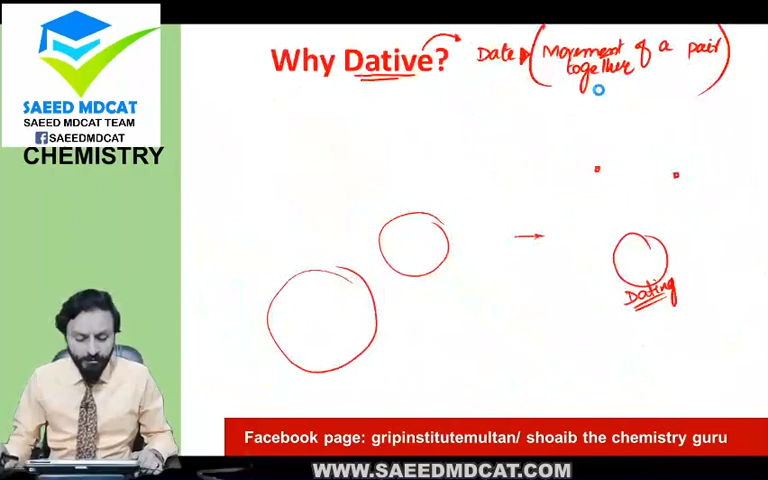 SAEED MDCAT
SAEED MDCAT TEAM
SAEEDMDCAT
CHEMISTRY
Why Dative?
Date
(Movement of a pair
together)
Dating
Facebook page: gripinstitutemultan/ shoaib the chemistry guru
WWW.SAEEDMDCAT.COM